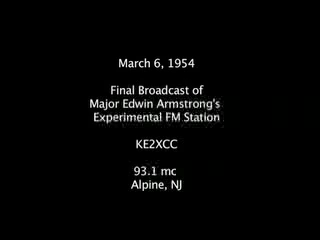 March 6, 1954
Final Broadcast of
Major Edwin Armstrong's
Experimental FM Station
KE2XCC
93.1 mc
Alpine, NJ